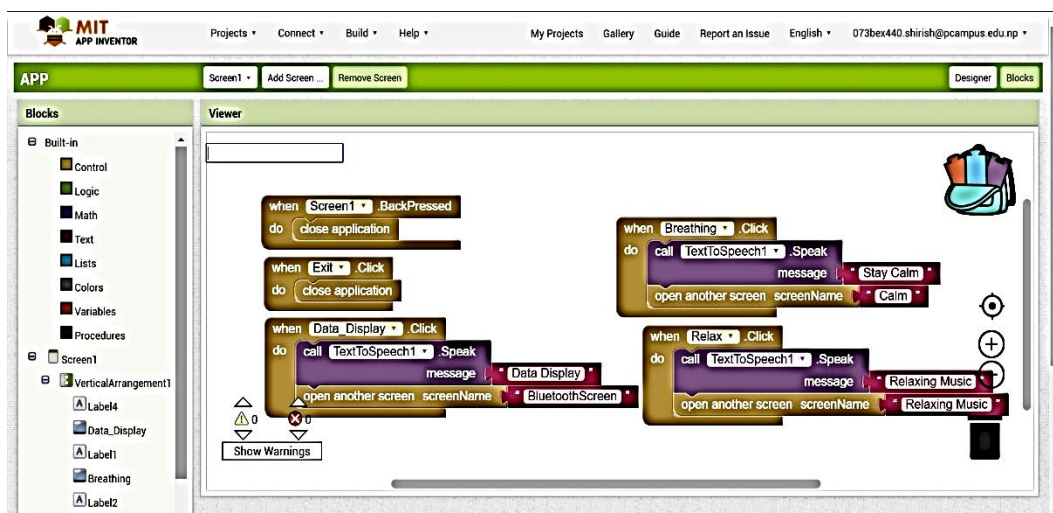 MIT
APP INVENTOR
Projects Connect Build Help My Projects Gallery Guide Report an Issue English 073bex440.shirish@pcampus.edu.np
APP
Screen1 Add Screen ... Remove Screen Designer Blocks
Blocks
Viewer
Built-in
Control
Logic
Math
Text
Lists
Colors
Variables
Procedures
Screen1
VerticalArrangement1
Label4
Data_Display
Label1
Breathing
Label2
when Screen1 .BackPressed
do close application
when Exit .Click
do close application
when Data_Display .Click
do call TextToSpeech1 .Speak
message " Data Display "
open another screen screenName " BluetoothScreen "
when Breathing .Click
do call TextToSpeech1 .Speak
message " Stay Calm "
open another screen screenName " Calm "
when Relax .Click
do call TextToSpeech1 .Speak
message " Relaxing Music "
open another screen screenName " Relaxing Music "
0 0
Show Warnings